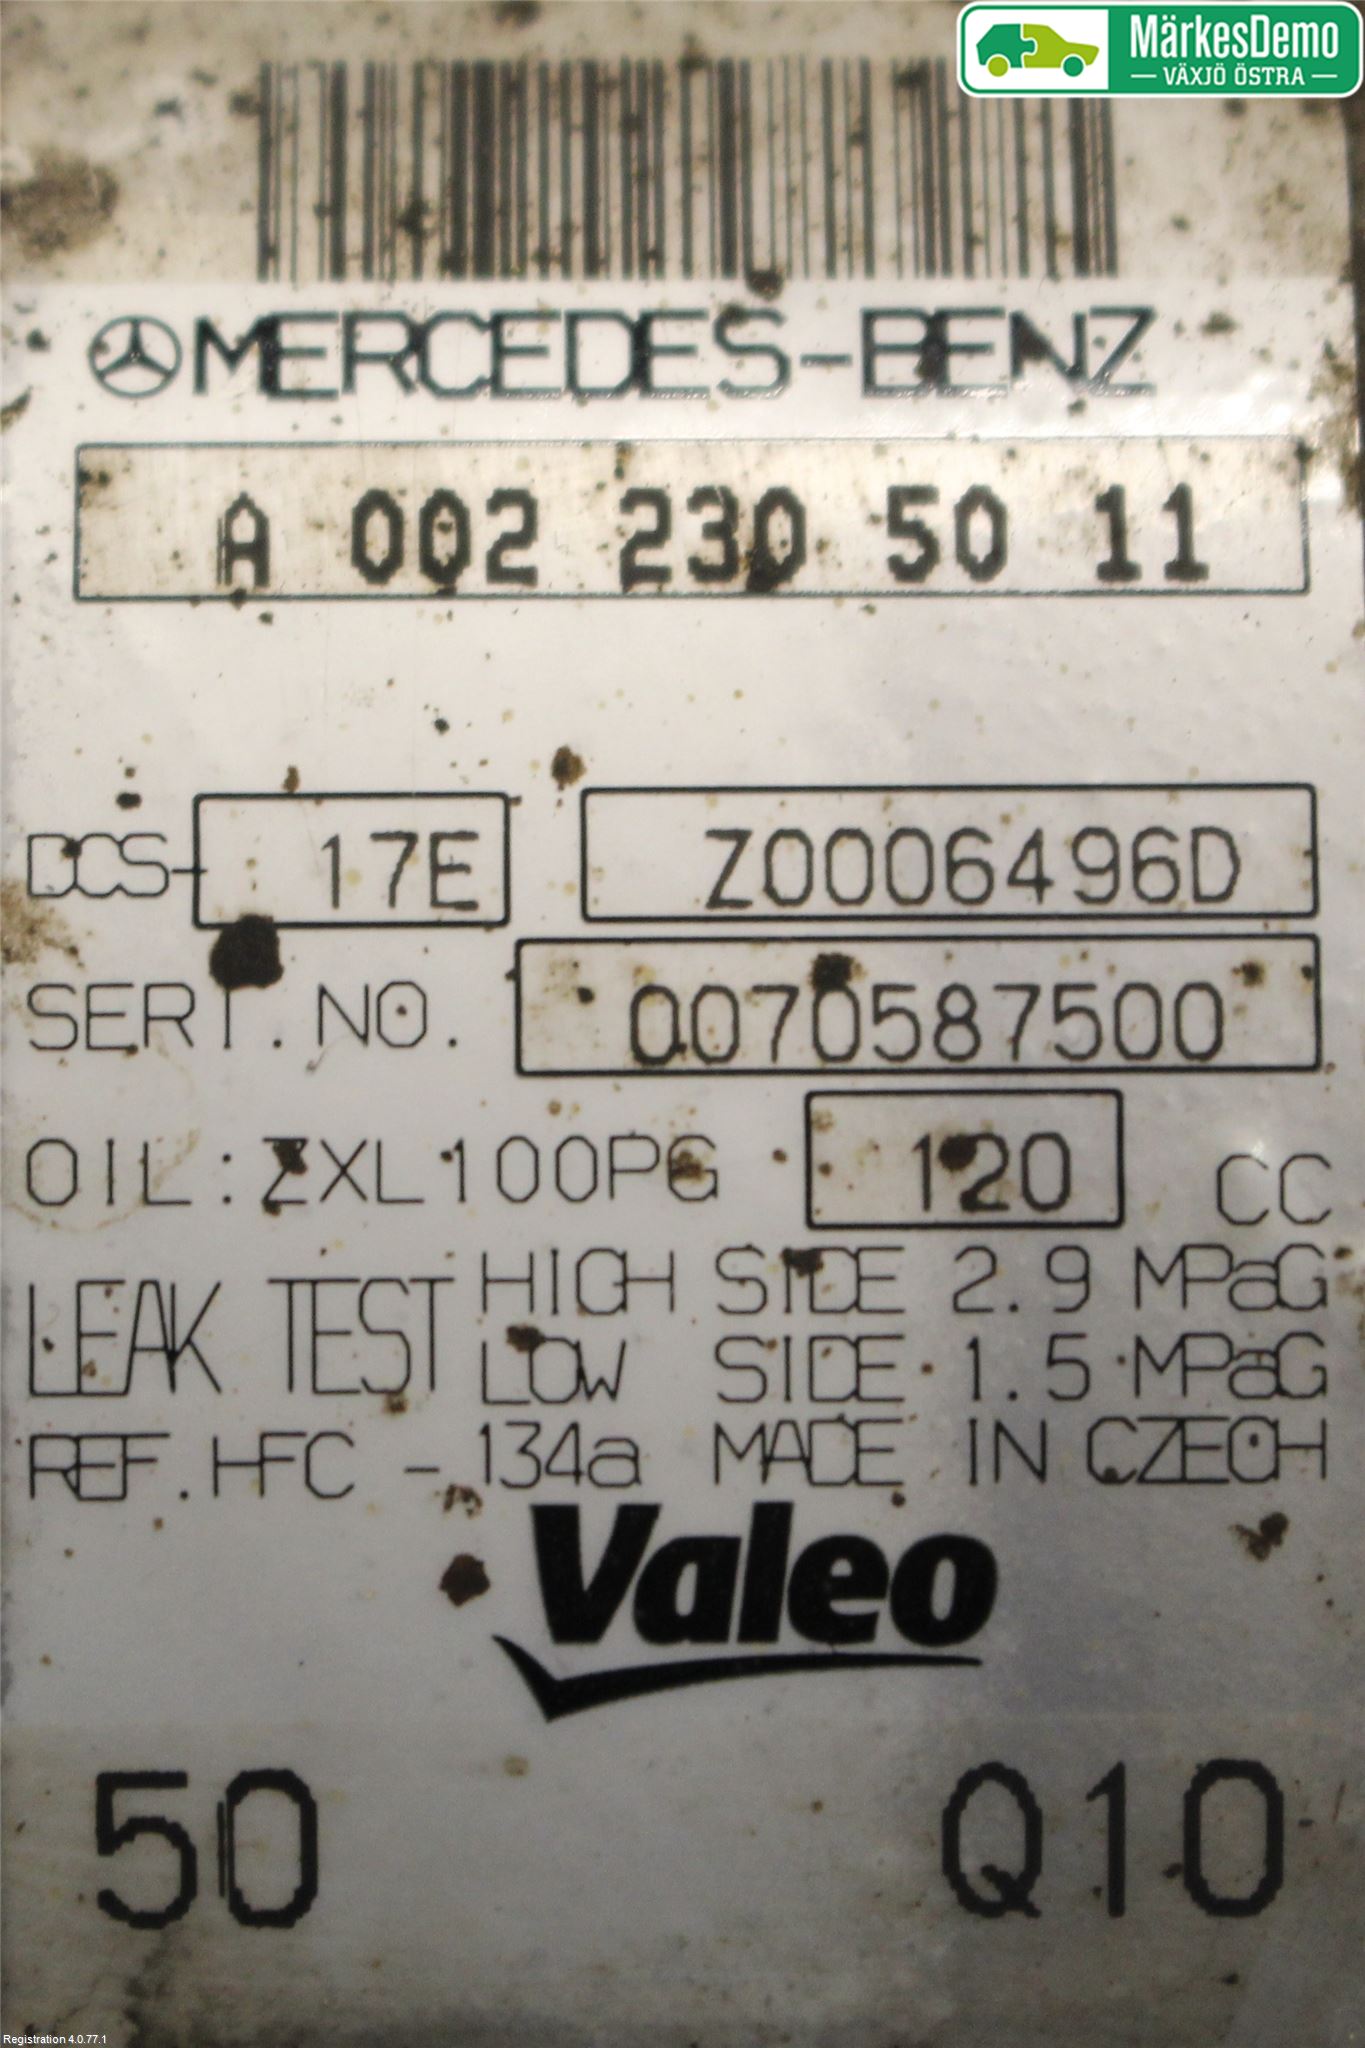 MärkesDemo
VÄXJÖ ÖSTRA
MERCEDES-BENZ
A 002 230 50 11
DCS- 17E Z0006496D
SERI. NO. 0070587500
OIL: ZXL100PG 120 CC
LEAK TEST HIGH SIDE 2.9 MPaG
LOW SIDE 1.5 MPaG
REF. HFC - 134a MADE IN CZECH
Valeo
50 Q10
Registration 4.0.77.1